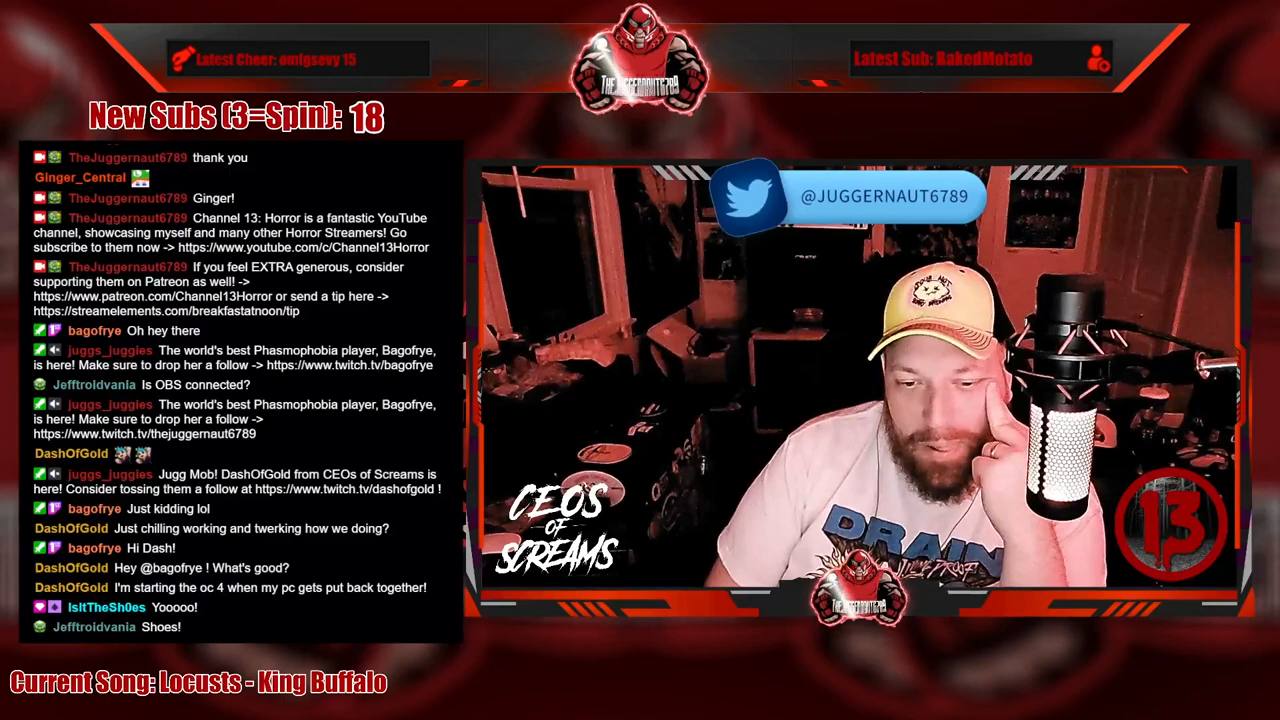 Latest Cheer: omfgsevy 15
THEJUGGERNAUT6789
Latest Sub: RakedMotato
New Subs (3=Spin): 18
TheJuggernaut6789 thank you
Ginger_Central
TheJuggernaut6789 Ginger!
TheJuggernaut6789 Channel 13: Horror is a fantastic YouTube
channel, showcasing myself and many other Horror Streamers! Go
subscribe to them now -> https://www.youtube.com/c/Channel13Horror
TheJuggernaut6789 If you feel EXTRA generous, consider
supporting them on Patreon as well! ->
https://www.patreon.com/Channel13Horror or send a tip here ->
https://streamelements.com/breakfastatnoon/tip
bagofrye Oh hey there
juggs_juggies The world's best Phasmophobia player, Bagofrye,
is here! Make sure to drop her a follow -> https://www.twitch.tv/bagofrye
Jefftroidvania Is OBS connected?
juggs_juggies The world's best Phasmophobia player, Bagofrye,
is here! Make sure to drop her a follow ->
https://www.twitch.tv/thejuggernaut6789
DashOfGold
juggs_juggies Jugg Mob! DashOfGold from CEOs of Screams is
here! Consider tossing them a follow at https://www.twitch.tv/dashofgold !
bagofrye Just kidding lol
DashOfGold Just chilling working and twerking how we doing?
bagofrye Hi Dash!
DashOfGold Hey @bagofrye ! What's good?
DashOfGold I'm starting the oc 4 when my pc gets put back together!
IsItTheSh0es Yooooo!
Jefftroidvania Shoes!
@JUGGERNAUT6789
CEOS
OF
SCREAMS
DRAIN
13
THEJUGGERNAUT6789
Current Song: Locusts - King Buffalo